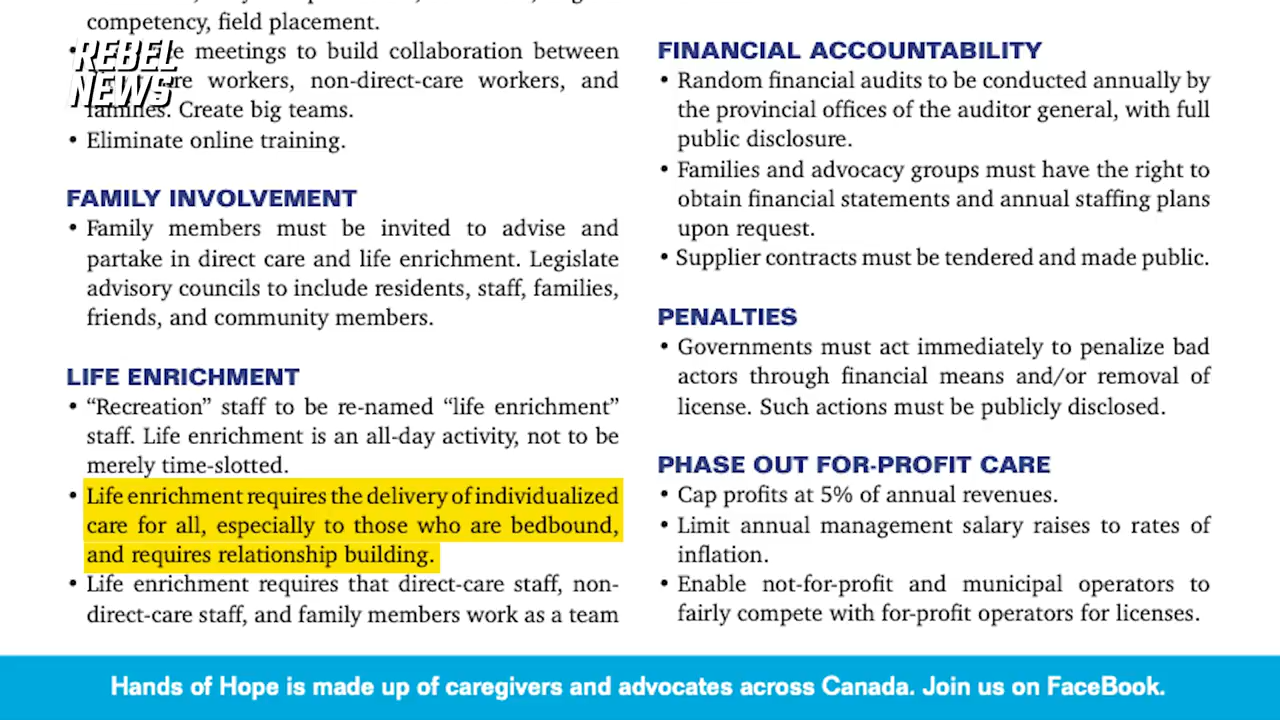 competency, field placement.
REBEL
NEWS
meetings to build collaboration between
workers, non-direct-care workers, and
families. Create big teams.
• Eliminate online training.
FAMILY INVOLVEMENT
• Family members must be invited to advise and
partake in direct care and life enrichment. Legislate
advisory councils to include residents, staff, families,
friends, and community members.
LIFE ENRICHMENT
• “Recreation” staff to be re-named “life enrichment”
staff. Life enrichment is an all-day activity, not to be
merely time-slotted.
• Life enrichment requires the delivery of individualized
care for all, especially to those who are bedbound,
and requires relationship building.
• Life enrichment requires that direct-care staff, non-
direct-care staff, and family members work as a team
FINANCIAL ACCOUNTABILITY
• Random financial audits to be conducted annually by
the provincial offices of the auditor general, with full
public disclosure.
• Families and advocacy groups must have the right to
obtain financial statements and annual staffing plans
upon request.
• Supplier contracts must be tendered and made public.
PENALTIES
• Governments must act immediately to penalize bad
actors through financial means and/or removal of
license. Such actions must be publicly disclosed.
PHASE OUT FOR-PROFIT CARE
• Cap profits at 5% of annual revenues.
• Limit annual management salary raises to rates of
inflation.
• Enable not-for-profit and municipal operators to
fairly compete with for-profit operators for licenses.
Hands of Hope is made up of caregivers and advocates across Canada. Join us on FaceBook.